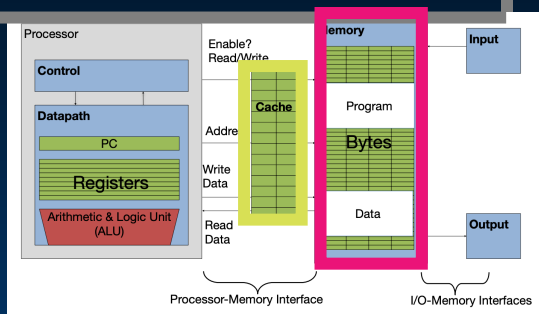 Processor
Control
Datapath
PC
Registers
Arithmetic & Logic Unit
(ALU)
Enable?
Read/Write
Cache
Addre
Write
Data
Read
Data
Processor-Memory Interface
emory
Program
Bytes
Data
Input
Output
I/O-Memory Interfaces